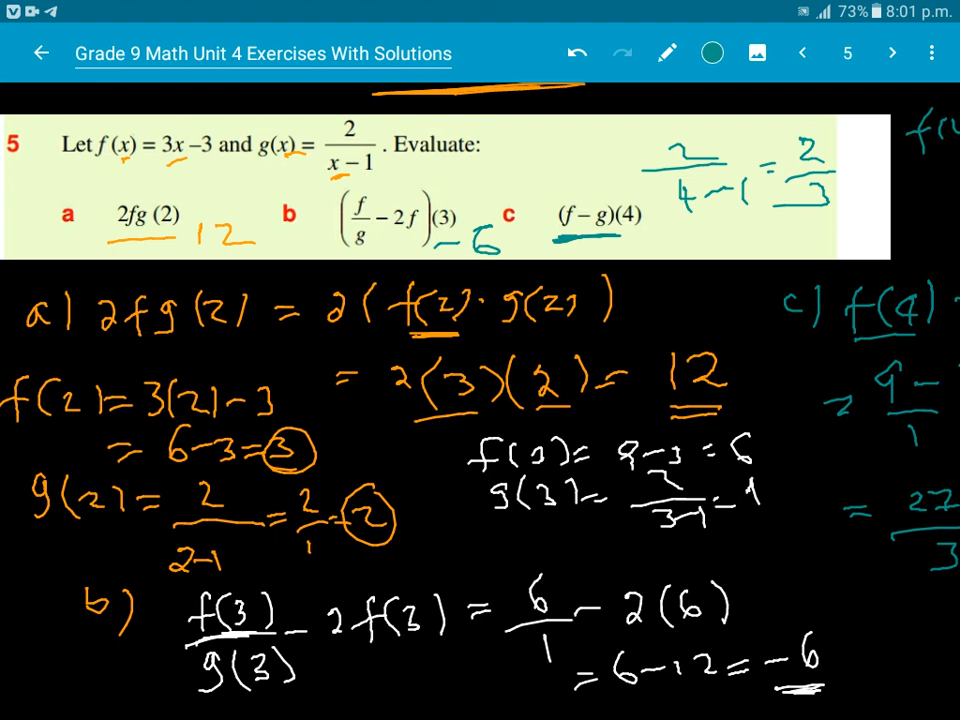 73% 8:01 p.m.
Grade 9 Math Unit 4 Exercises With Solutions 5
5 Let f (x) = 3x –3 and g(x) = 2/(x – 1). Evaluate:
2/(4-1) = 2/3
a 2fg (2) 12 b (f/g – 2f)(3) -6 c (f – g)(4)
a) 2fg(2) = 2(f(2) · g(2))
= 2(3)(2) = 12
f(2) = 3(2) - 3
= 6-3=3
g(2) = 2/(2-1) = 2/1 = 2
f(3) = 9-3 = 6
g(3) = 2/(3-1) = 1
b) f(3)/g(3) - 2f(3) = 6/1 - 2(6)
= 6-12 = -6
c) f(4)
= 9/1 -
= 27/3